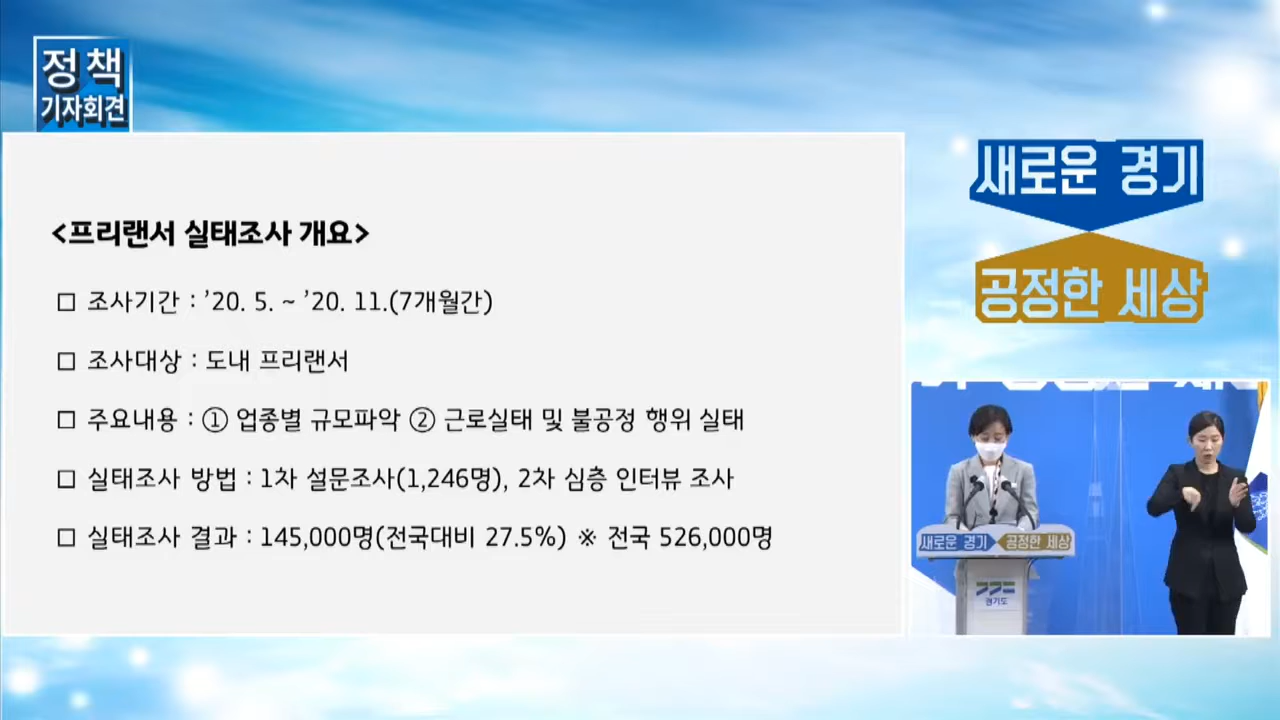 정책
기자회견
새로운 경기
공정한 세상
<프리랜서 실태조사 개요>
□ 조사기간 : ’20. 5. ~ ’20. 11.(7개월간)
□ 조사대상 : 도내 프리랜서
□ 주요내용 : ① 업종별 규모파악 ② 근로실태 및 불공정 행위 실태
□ 실태조사 방법 : 1차 설문조사(1,246명), 2차 심층 인터뷰 조사
□ 실태조사 결과 : 145,000명(전국대비 27.5%) ※ 전국 526,000명
새로운 경기 공정한 세상
경기도